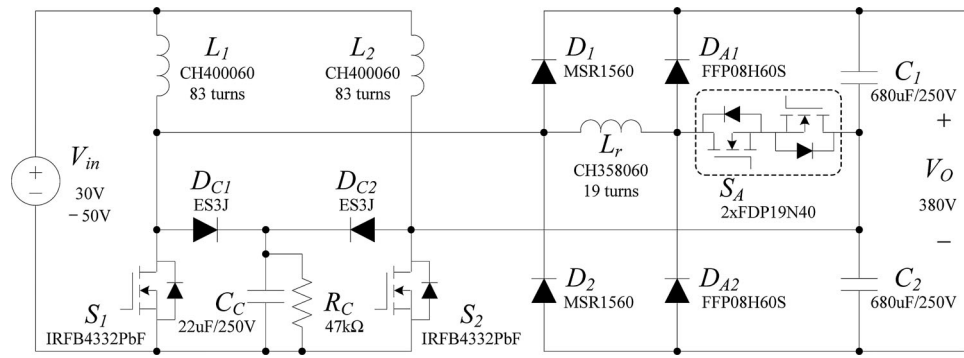 L1
CH400060
83 turns
L2
CH400060
83 turns
D1
MSR1560
DA1
FFP08H60S
C1
680uF/250V
+
−
Vin
30V
− 50V
DC1
ES3J
DC2
ES3J
Lr
CH358060
19 turns
SA
2xFDP19N40
+
VO
380V
−
S1
IRFB4332PbF
CC
22uF/250V
RC
47kΩ
S2
IRFB4332PbF
D2
MSR1560
DA2
FFP08H60S
C2
680uF/250V